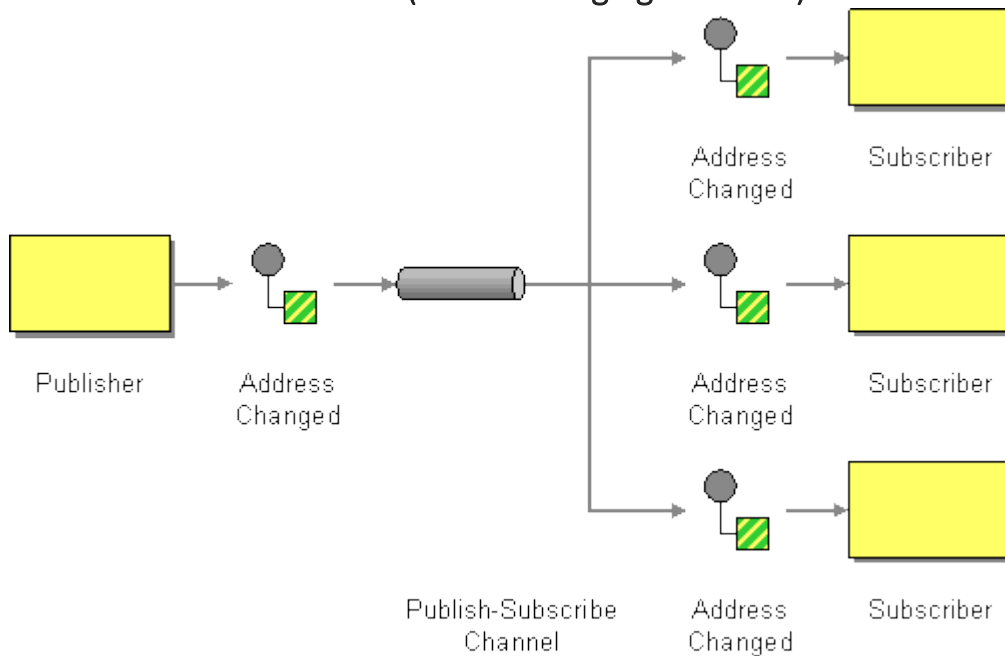 Address
Changed
Subscriber
Publisher
Address
Changed
Address
Changed
Subscriber
Publish-Subscribe
Channel
Address
Changed
Subscriber